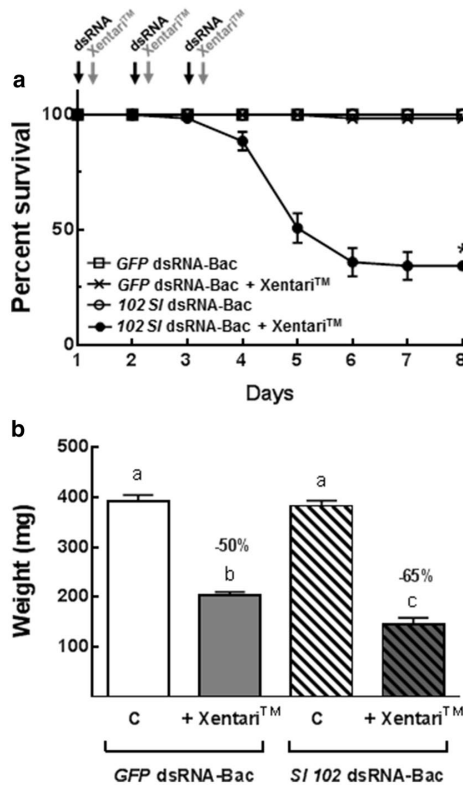 dsRNA Xentari™ dsRNA Xentari™ dsRNA Xentari™
a
Percent survival
100
50
0
GFP dsRNA-Bac
GFP dsRNA-Bac + Xentari™
102 Sl dsRNA-Bac
102 Sl dsRNA-Bac + Xentari™
*
1 2 3 4 5 6 7 8
Days
b
Weight (mg)
500
400
300
200
100
a
-50%
b
a
-65%
c
C + Xentari™ C + Xentari™
GFP dsRNA-Bac Sl 102 dsRNA-Bac